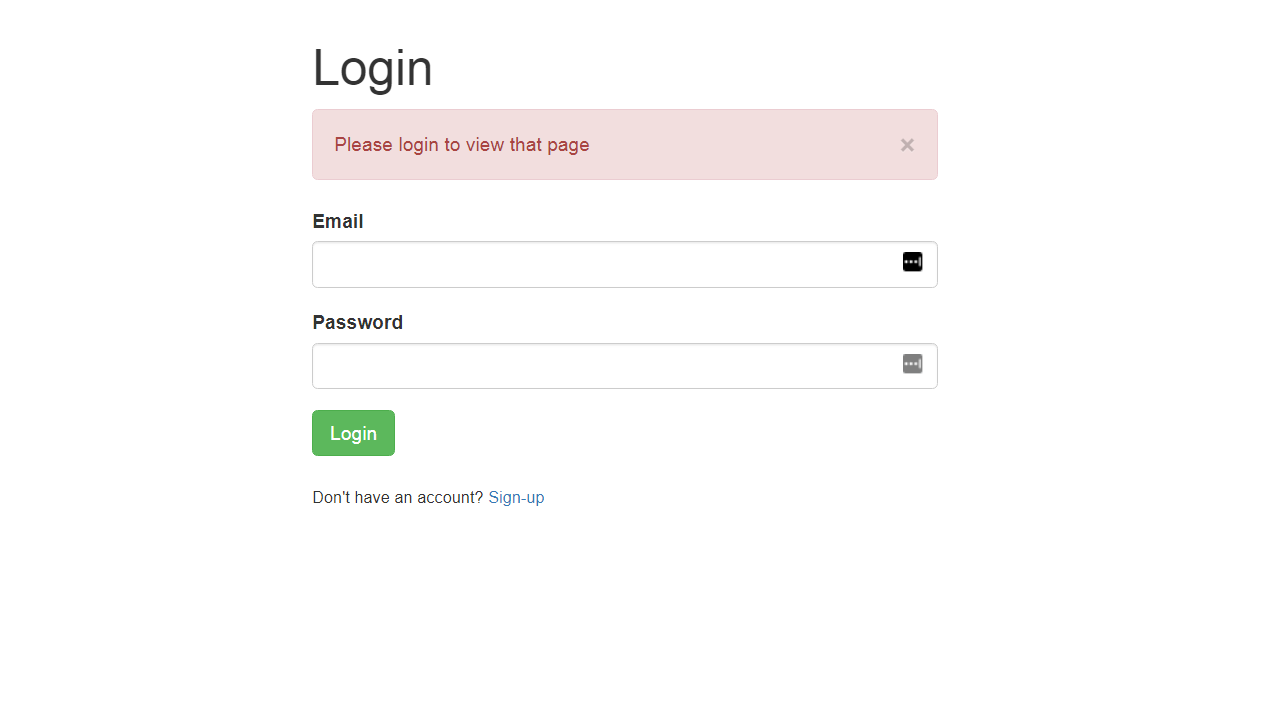 Login
Please login to view that page ×
Email
Password
Login
Don't have an account? Sign-up